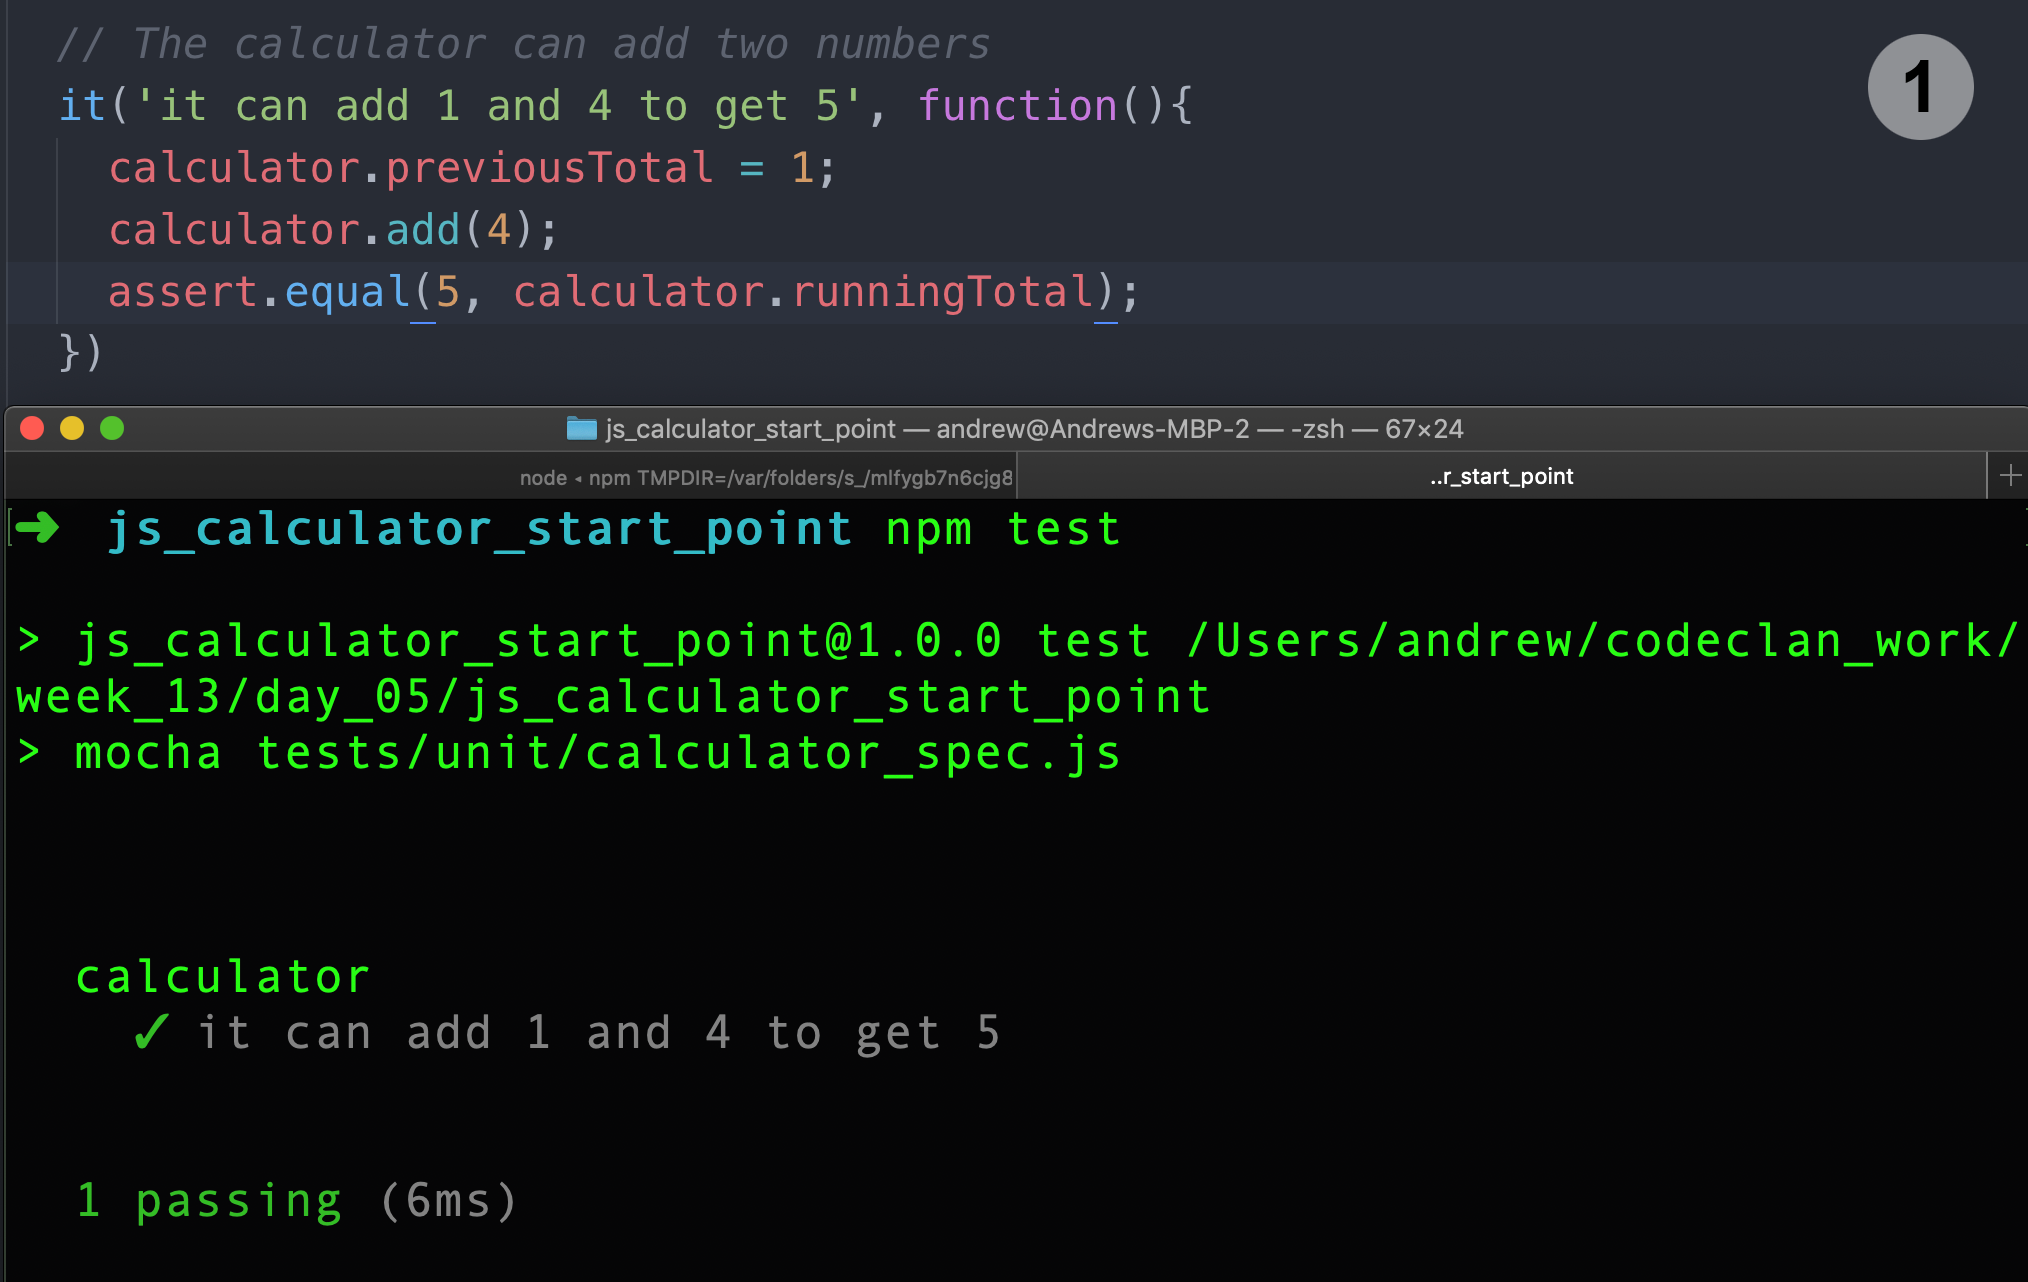 // The calculator can add two numbers
1
it('it can add 1 and 4 to get 5', function(){
calculator.previousTotal = 1;
calculator.add(4);
assert.equal(5, calculator.runningTotal);
})
js_calculator_start_point — andrew@Andrews-MBP-2 — -zsh — 67×24
node ◂ npm TMPDIR=/var/folders/s_/mlfygb7n6cjg8
..r_start_point
+
➜ js_calculator_start_point npm test
> js_calculator_start_point@1.0.0 test /Users/andrew/codeclan_work/
week_13/day_05/js_calculator_start_point
> mocha tests/unit/calculator_spec.js
calculator
✓ it can add 1 and 4 to get 5
1 passing (6ms)